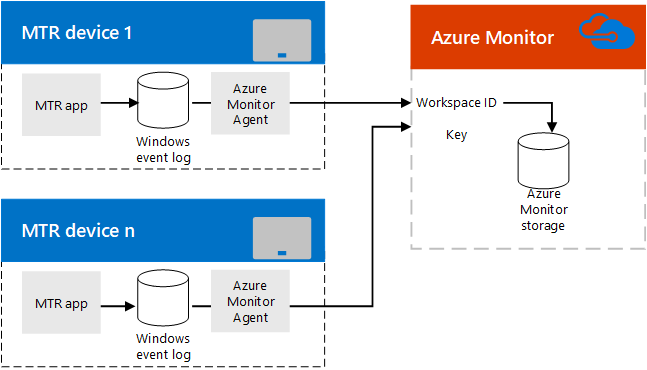 MTR device 1
MTR app
Windows
event log
Azure
Monitor
Agent
Azure Monitor
Workspace ID
Key
Azure
Monitor
storage
MTR device n
MTR app
Windows
event log
Azure
Monitor
Agent